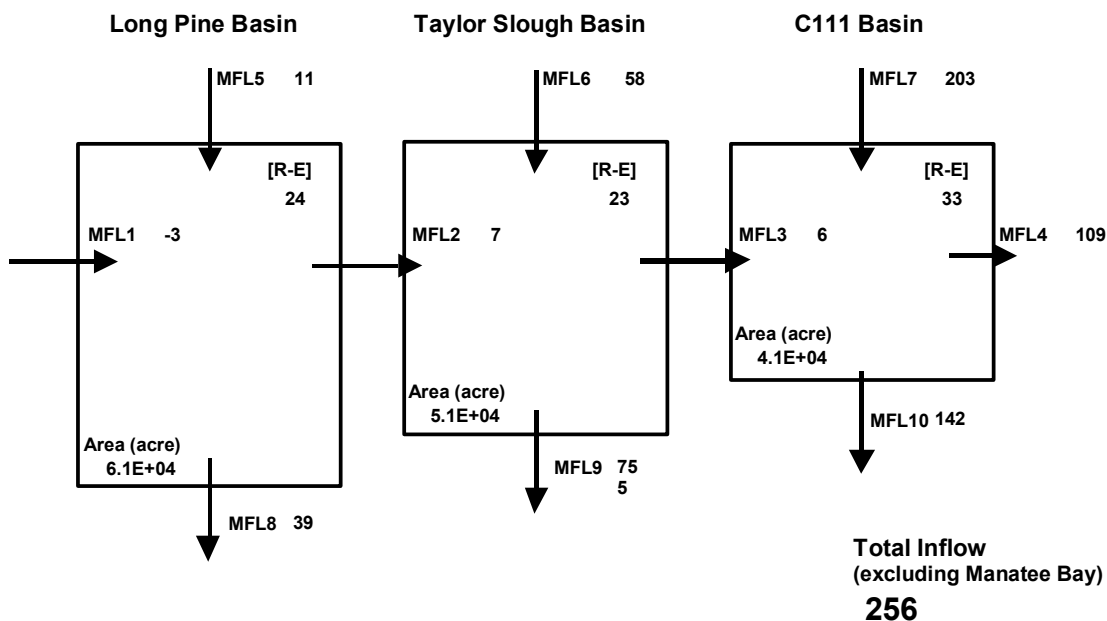 Long Pine Basin
Taylor Slough Basin
C111 Basin
MFL5 11
MFL6 58
MFL7 203
[R-E]
24
[R-E]
23
[R-E]
33
MFL1 -3
MFL2 7
MFL3 6
MFL4 109
Area (acre)
6.1E+04
Area (acre)
5.1E+04
Area (acre)
4.1E+04
MFL8 39
MFL9 75
5
MFL10 142
Total Inflow
(excluding Manatee Bay)
256